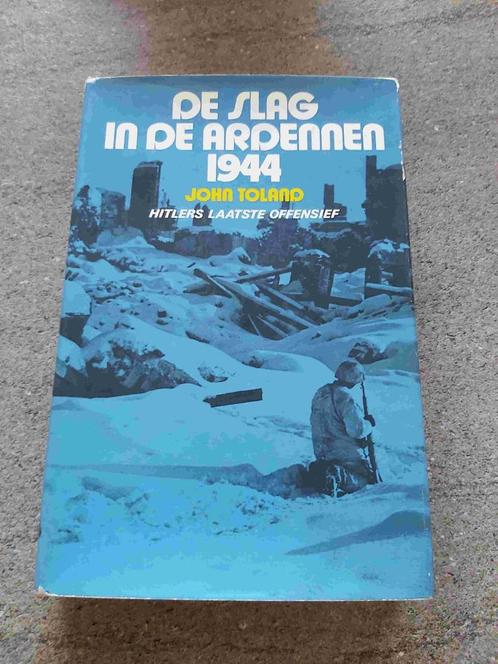 DE SLAG
IN DE ARDENNEN
1944
JOHN TOLAND
HITLERS LAATSTE OFFENSIEF